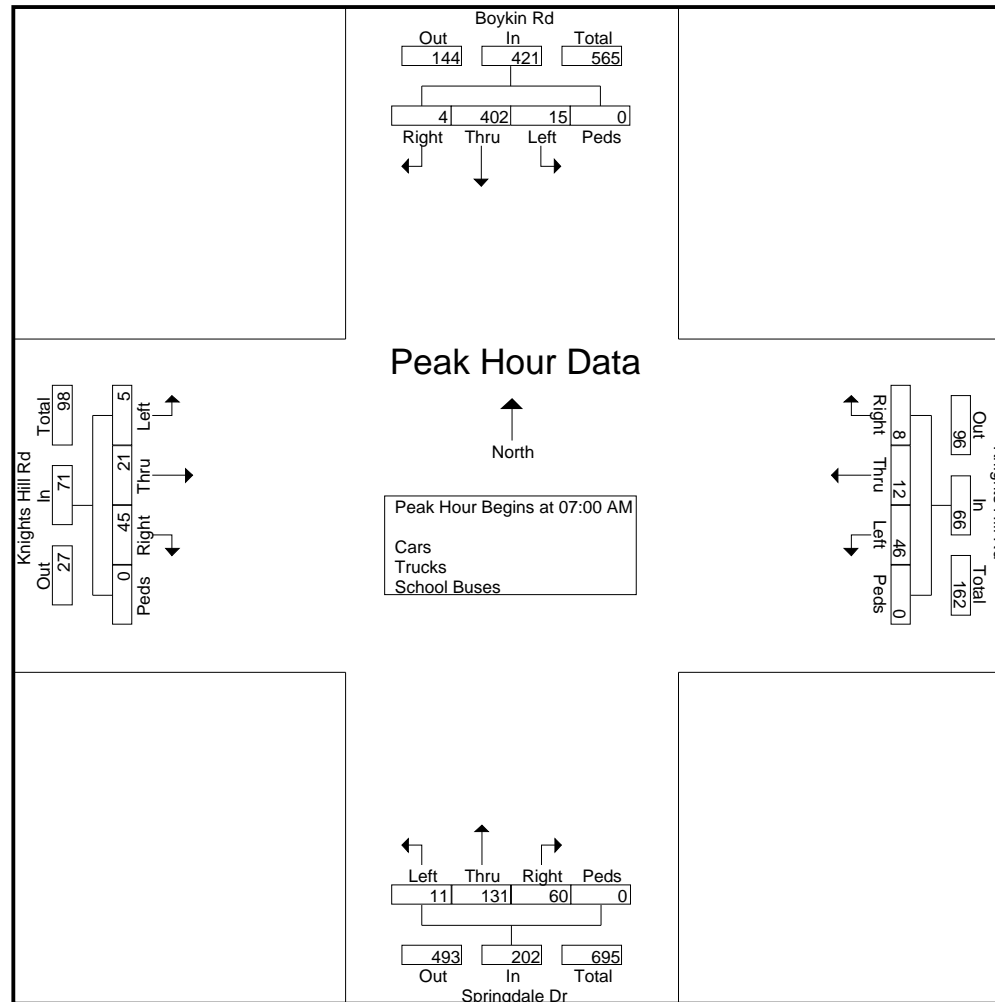 Boykin Rd
Out In Total
144 421 565
4 402 15 0
Right Thru Left Peds
Peak Hour Data
North
Peak Hour Begins at 07:00 AM
Cars
Trucks
School Buses
Knights Hill Rd
Total In Out
98 71 27
5 21 45 0
Left Thru Right Peds
Right Thru Left Peds
8 12 46 0
Out In Total
96 66 162
Left Thru Right Peds
11 131 60 0
493 202 695
Out In Total
Springdale Dr